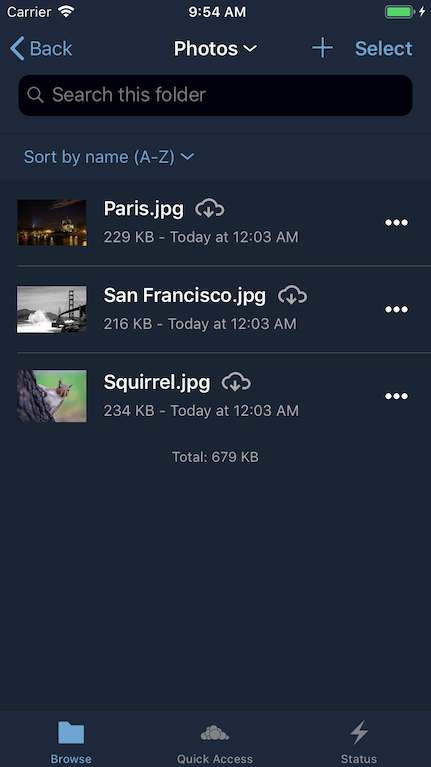 Carrier 9:54 AM
Back Photos Select
Search this folder
Sort by name (A-Z)
Paris.jpg
229 KB - Today at 12:03 AM
San Francisco.jpg
216 KB - Today at 12:03 AM
Squirrel.jpg
234 KB - Today at 12:03 AM
Total: 679 KB
Browse Quick Access Status